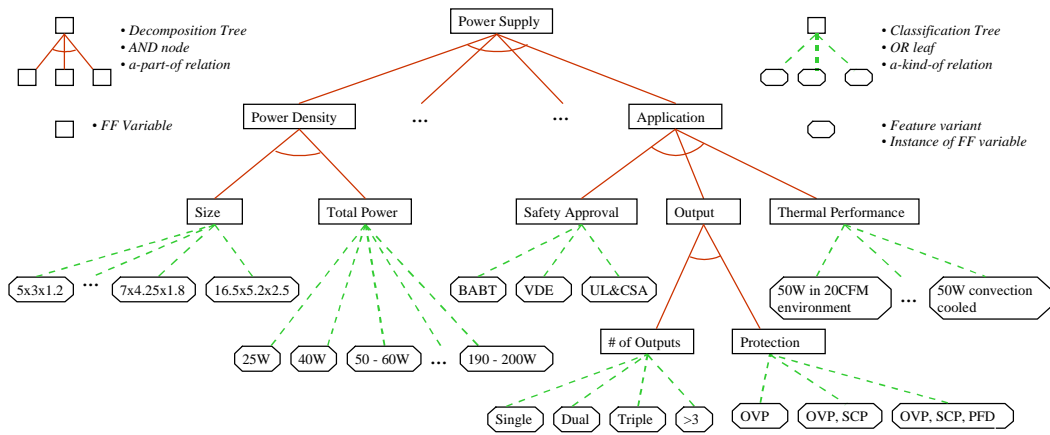 Power Supply
• Decomposition Tree
• AND node
• a-part-of relation
• Classification Tree
• OR leaf
• a-kind-of relation
• FF Variable
Power Density
...
...
Application
• Feature variant
• Instance of FF variable
Size
Total Power
Safety Approval
Output
Thermal Performance
5x3x1.2
...
7x4.25x1.8
16.5x5.2x2.5
BABT
VDE
UL&CSA
50W in 20CFM
environment
...
50W convection
cooled
25W
40W
50 - 60W
...
190 - 200W
# of Outputs
Protection
Single
Dual
Triple
>3
OVP
OVP, SCP
OVP, SCP, PFD